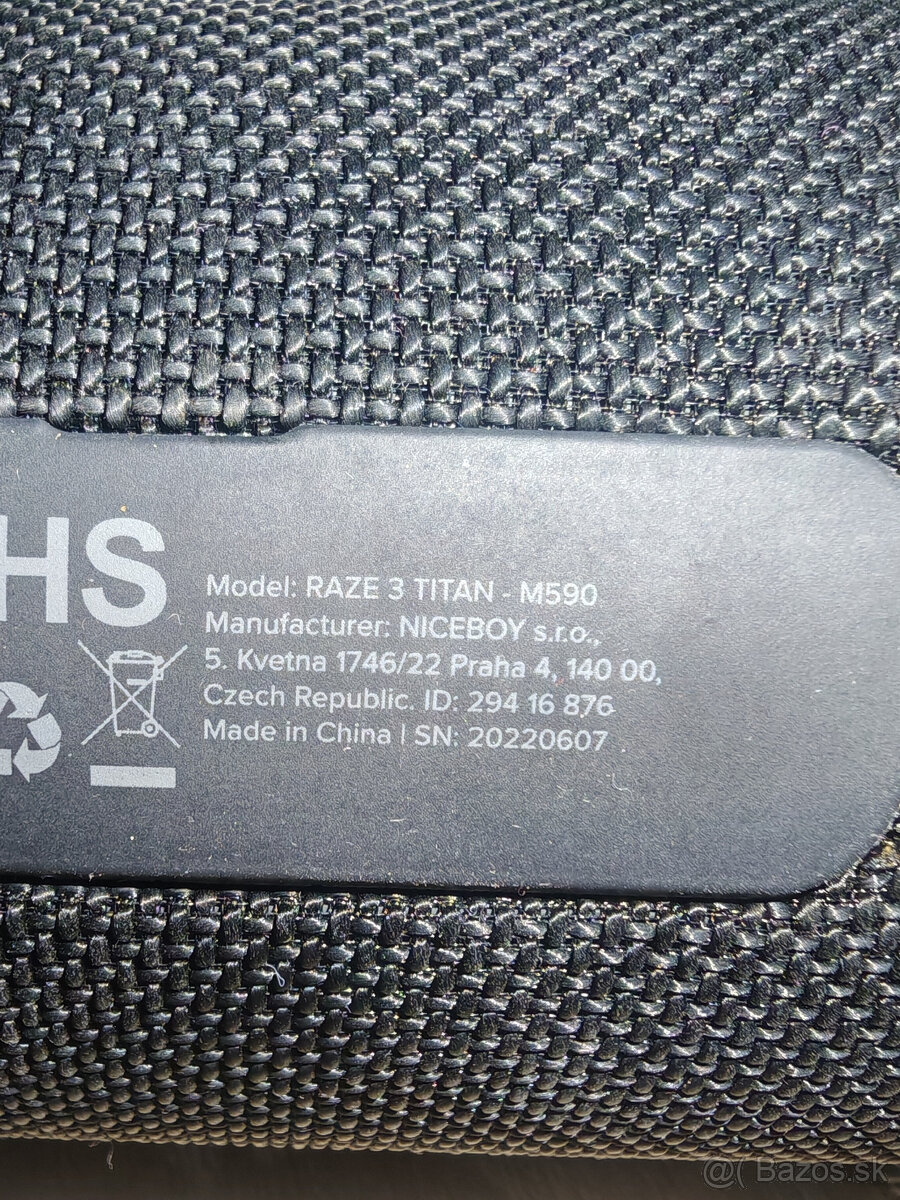 HS
Model: RAZE 3 TITAN - M590
Manufacturer: NICEBOY s.r.o.,
5. Kvetna 1746/22 Praha 4, 140 00,
Czech Republic. ID: 294 16 876
Made in China | SN: 20220607
@( Bazos.sk